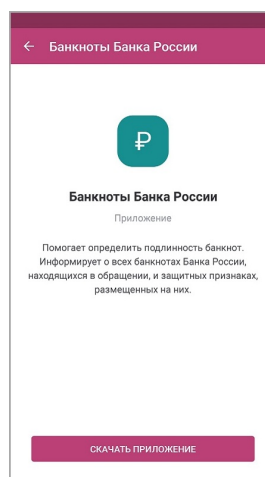 Банкноты Банка России
₽
Банкноты Банка России
Приложение
Помогает определить подлинность банкнот.
Информирует о всех банкнотах Банка России,
находящихся в обращении, и защитных признаках,
размещенных на них.
СКАЧАТЬ ПРИЛОЖЕНИЕ